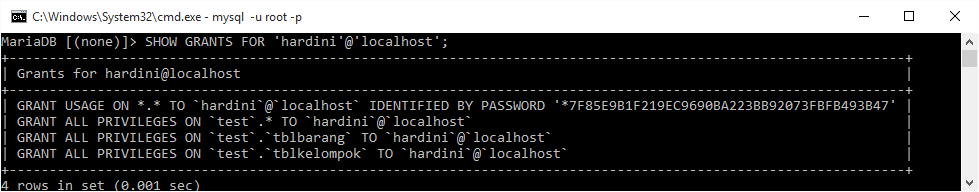 C:\Windows\System32\cmd.exe - mysql -u root -p
MariaDB [(none)]> SHOW GRANTS FOR 'hardini'@'localhost';
+-----------------------------------------------------------------------------------------------------------------+
| Grants for hardini@localhost |
+-----------------------------------------------------------------------------------------------------------------+
| GRANT USAGE ON *.* TO `hardini`@`localhost` IDENTIFIED BY PASSWORD '*7F85E9B1F219EC9690BA223BB92073FBFB493B47' |
| GRANT ALL PRIVILEGES ON `test`.* TO `hardini`@`localhost` |
| GRANT ALL PRIVILEGES ON `test`.`tblbarang` TO `hardini`@`localhost` |
| GRANT ALL PRIVILEGES ON `test`.`tblkelompok` TO `hardini`@`localhost` |
+-----------------------------------------------------------------------------------------------------------------+
4 rows in set (0.001 sec)